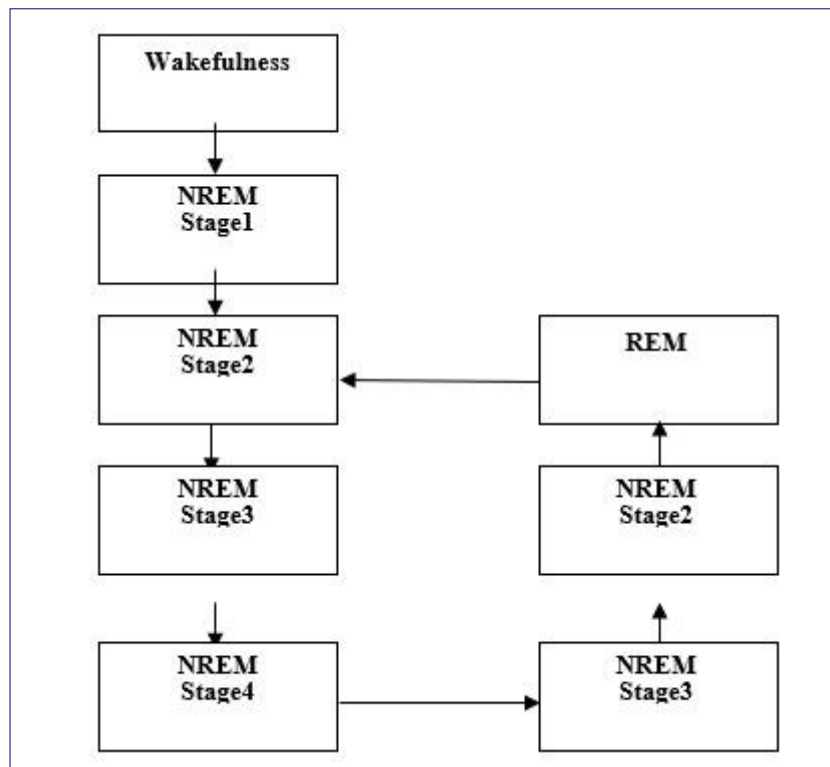 Wakefulness
NREM
Stage1
NREM
Stage2
REM
NREM
Stage3
NREM
Stage2
NREM
Stage4
NREM
Stage3